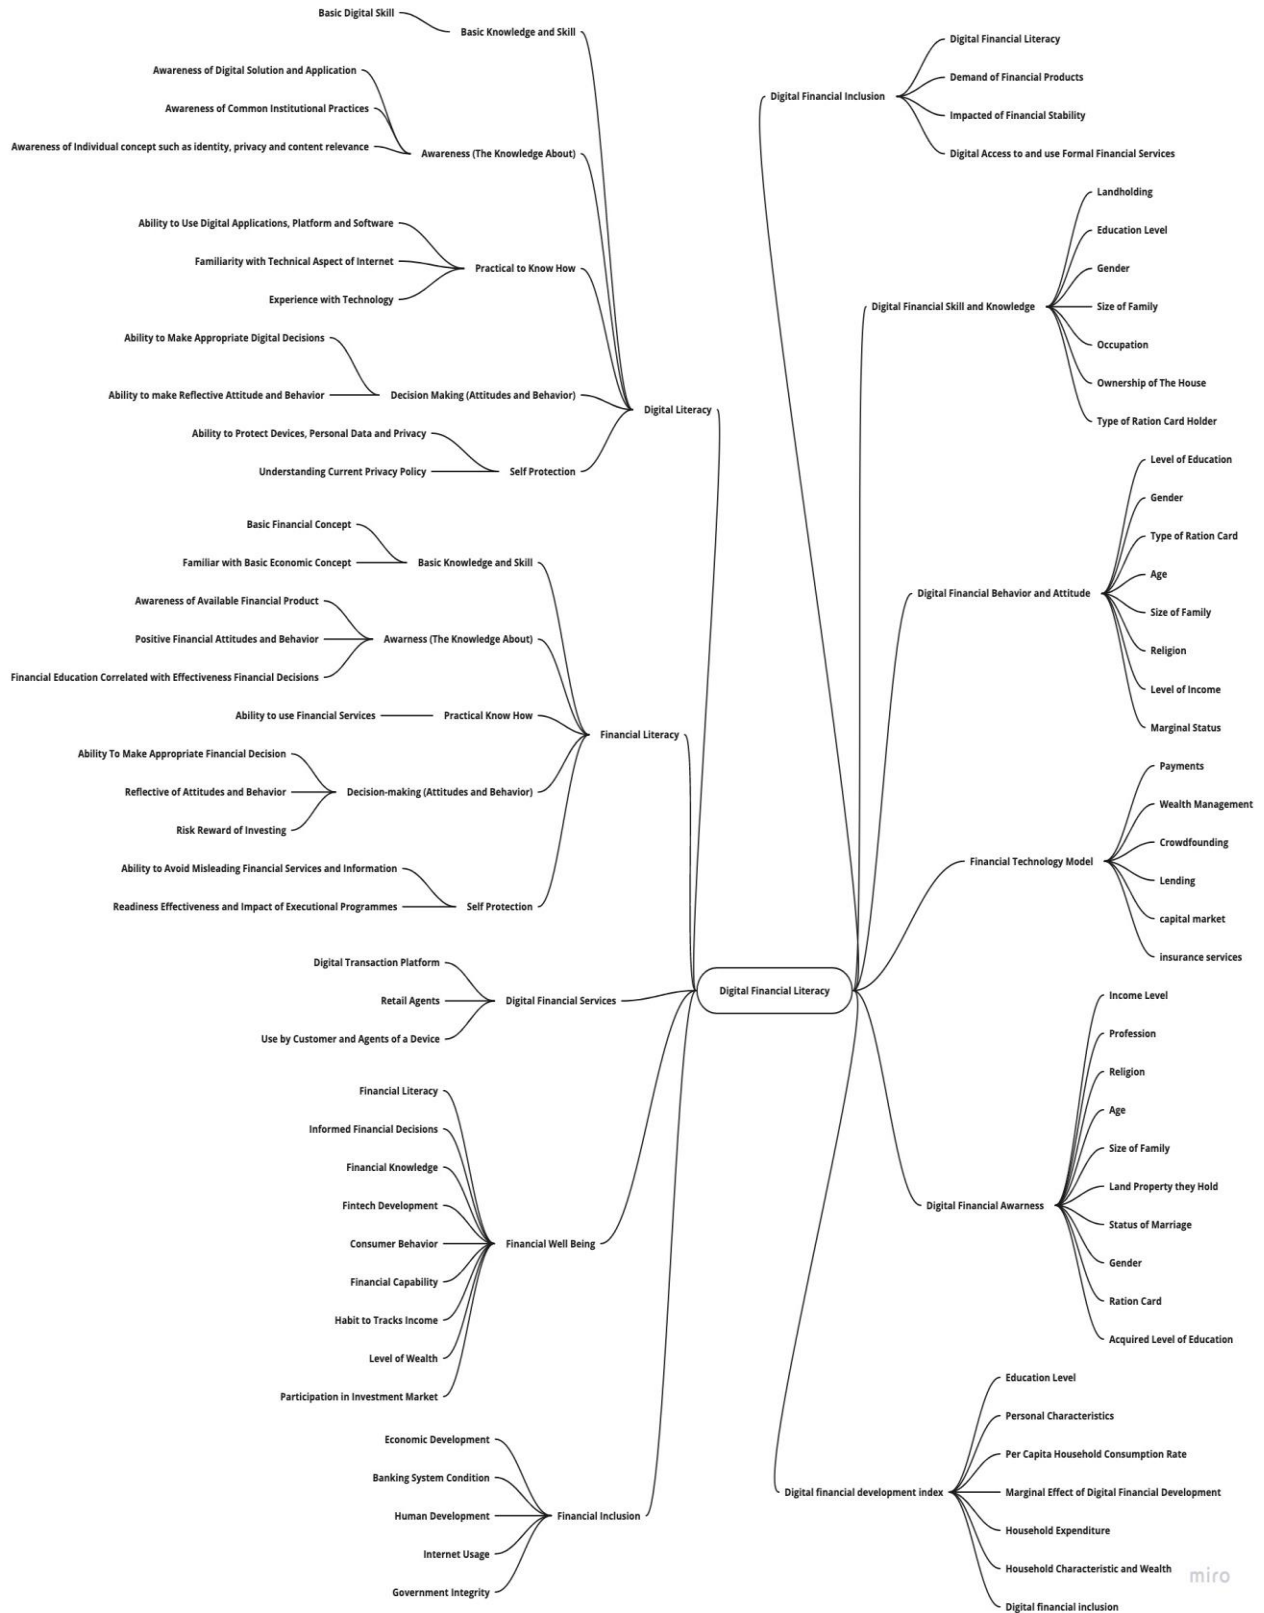 Basic Digital Skill
Basic Knowledge and Skill
Awareness of Digital Solution and Application
Awareness of Common Institutional Practices
Awareness of Individual concept such as identity, privacy and content relevance
Awareness (The Knowledge About)
Ability to Use Digital Applications, Platform and Software
Familiarity with Technical Aspect of Internet
Practical to Know How
Experience with Technology
Ability to Make Appropriate Digital Decisions
Ability to make Reflective Attitude and Behavior
Decision Making (Attitudes and Behavior)
Digital Literacy
Ability to Protect Devices, Personal Data and Privacy
Understanding Current Privacy Policy
Self Protection
Basic Financial Concept
Familiar with Basic Economic Concept
Basic Knowledge and Skill
Awareness of Available Financial Product
Positive Financial Attitudes and Behavior
Awarness (The Knowledge About)
Financial Education Correlated with Effectiveness Financial Decisions
Ability to use Financial Services
Practical Know How
Financial Literacy
Ability To Make Appropriate Financial Decision
Reflective of Attitudes and Behavior
Decision-making (Attitudes and Behavior)
Risk Reward of Investing
Ability to Avoid Misleading Financial Services and Information
Readiness Effectiveness and Impact of Executional Programmes
Self Protection
Digital Transaction Platform
Retail Agents
Digital Financial Services
Use by Customer and Agents of a Device
Financial Literacy
Informed Financial Decisions
Financial Knowledge
Fintech Development
Consumer Behavior
Financial Well Being
Financial Capability
Habit to Tracks Income
Level of Wealth
Participation in Investment Market
Economic Development
Banking System Condition
Human Development
Financial Inclusion
Internet Usage
Government Integrity
Digital Financial Literacy
Digital Financial Inclusion
Digital Financial Literacy
Demand of Financial Products
Impacted of Financial Stability
Digital Access to and use Formal Financial Services
Digital Financial Skill and Knowledge
Landholding
Education Level
Gender
Size of Family
Occupation
Ownership of The House
Type of Ration Card Holder
Digital Financial Behavior and Attitude
Level of Education
Gender
Type of Ration Card
Age
Size of Family
Religion
Level of Income
Marginal Status
Financial Technology Model
Payments
Wealth Management
Crowdfounding
Lending
capital market
insurance services
Digital Financial Awarness
Income Level
Profession
Religion
Age
Size of Family
Land Property they Hold
Status of Marriage
Gender
Ration Card
Acquired Level of Education
Digital financial development index
Education Level
Personal Characteristics
Per Capita Household Consumption Rate
Marginal Effect of Digital Financial Development
Household Expenditure
Household Characteristic and Wealth
Digital financial inclusion
miro